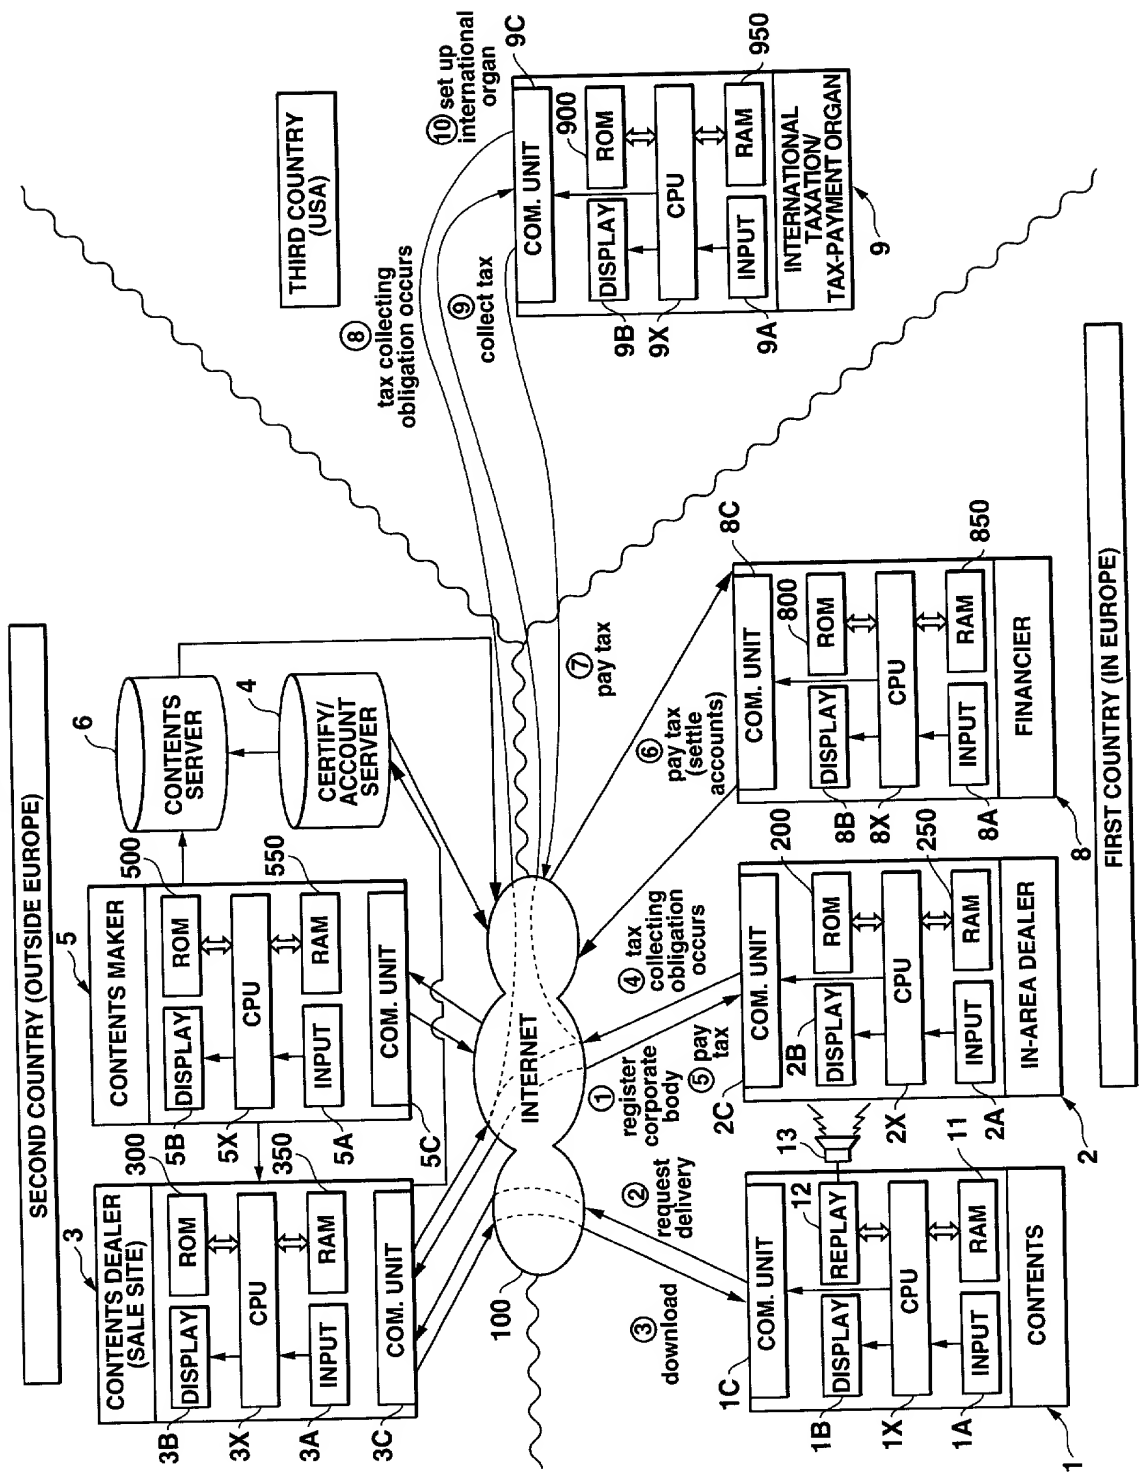 SECOND COUNTRY (OUTSIDE EUROPE)
THIRD COUNTRY
(USA)
FIRST COUNTRY (IN EUROPE)
3
CONTENTS DEALER
(SALE SITE)
300
ROM
DISPLAY
3B
CPU
3X
350
RAM
INPUT
3A
COM. UNIT
3C
5
CONTENTS MAKER
500
ROM
DISPLAY
5B
CPU
5X
550
RAM
INPUT
5A
COM. UNIT
5C
6
CONTENTS
SERVER
4
CERTIFY/
ACCOUNT
SERVER
INTERNET
100
① register
corporate
body
② request
delivery
③ download
④ tax
collecting
obligation
occurs
⑤ pay
tax
⑥ pay tax
(settle
accounts)
⑦ pay tax
⑧ tax collecting
obligation occurs
⑨ collect tax
⑩ set up
international
organ
9C
COM. UNIT
900
ROM
DISPLAY
9B
CPU
9X
950
RAM
INPUT
9A
INTERNATIONAL
TAXATION/
TAX-PAYMENT ORGAN
9
1C
COM. UNIT
12
REPLAY
13
DISPLAY
1B
CPU
1X
11
RAM
INPUT
1A
CONTENTS
1
2C
COM. UNIT
200
ROM
2B
DISPLAY
CPU
2X
250
RAM
INPUT
2A
IN-AREA DEALER
2
8C
COM. UNIT
800
ROM
DISPLAY
8B
CPU
8X
850
RAM
INPUT
8A
FINANCIER
8